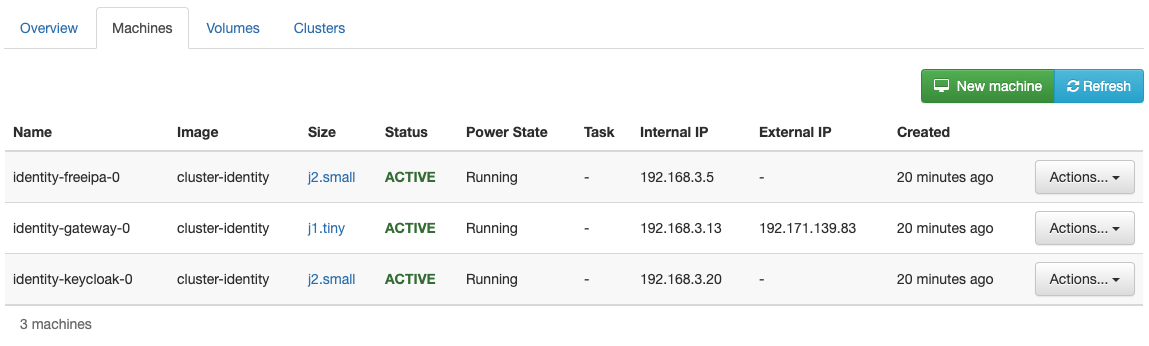 Overview Machines Volumes Clusters
New machine Refresh
Name Image Size Status Power State Task Internal IP External IP Created
identity-freeipa-0 cluster-identity j2.small ACTIVE Running - 192.168.3.5 - 20 minutes ago Actions...
identity-gateway-0 cluster-identity j1.tiny ACTIVE Running - 192.168.3.13 192.171.139.83 20 minutes ago Actions...
identity-keycloak-0 cluster-identity j2.small ACTIVE Running - 192.168.3.20 - 20 minutes ago Actions...
3 machines